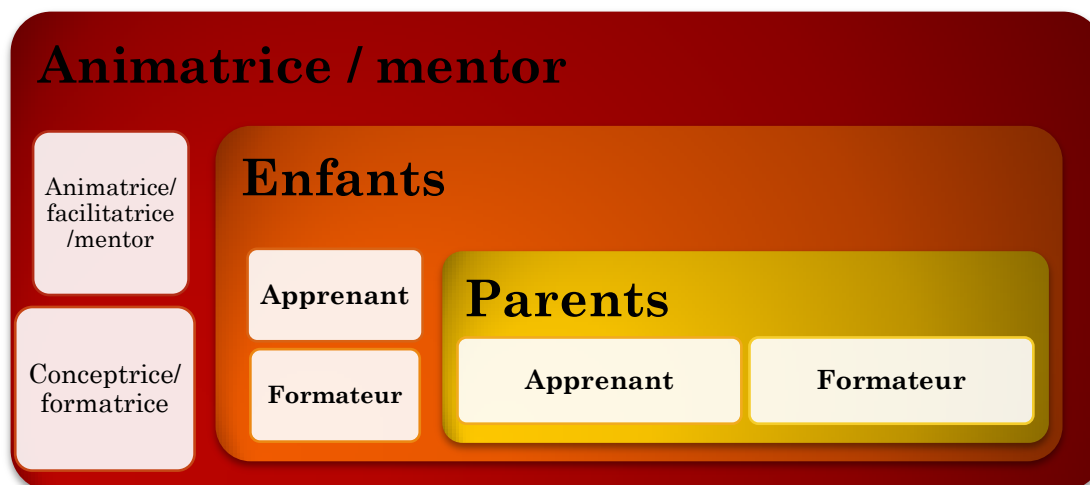 Animatrice / mentor
Animatrice/
facilitatrice
/mentor
Conceptrice/
formatrice
Enfants
Apprenant
Formateur
Parents
Apprenant
Formateur